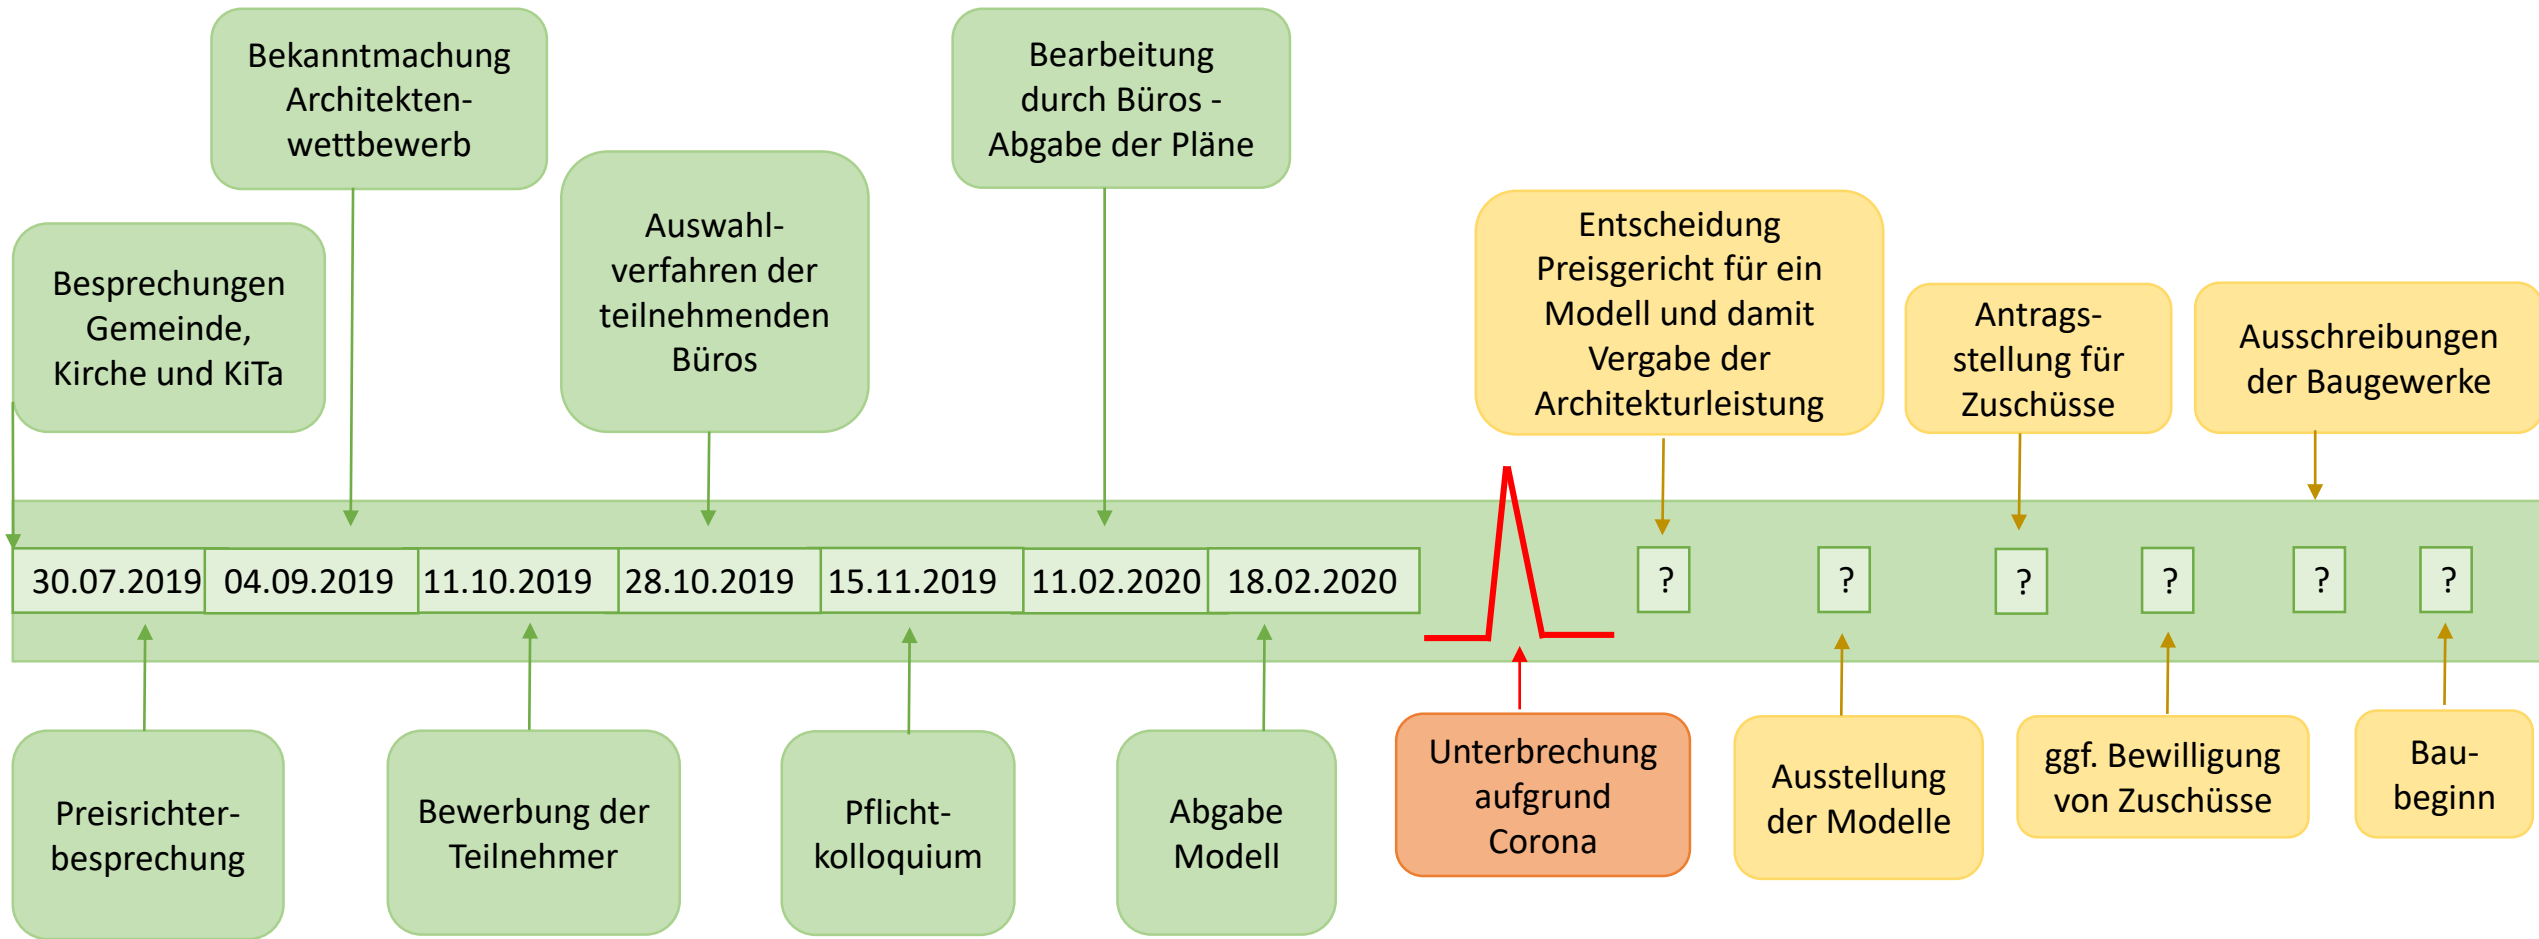 Bekanntmachung
Architekten-
wettbewerb
Bearbeitung
durch Büros -
Abgabe der Pläne
Besprechungen
Gemeinde,
Kirche und KiTa
Auswahl-
verfahren der
teilnehmenden
Büros
Entscheidung
Preisgericht für ein
Modell und damit
Vergabe der
Architekturleistung
Antrags-
stellung für
Zuschüsse
Ausschreibungen
der Baugewerke
30.07.2019 04.09.2019 11.10.2019 28.10.2019 15.11.2019 11.02.2020 18.02.2020 ? ? ? ? ? ?
Preisrichter-
besprechung
Bewerbung der
Teilnehmer
Pflicht-
kolloquium
Abgabe
Modell
Unterbrechung
aufgrund
Corona
Ausstellung
der Modelle
ggf. Bewilligung
von Zuschüsse
Bau-
beginn